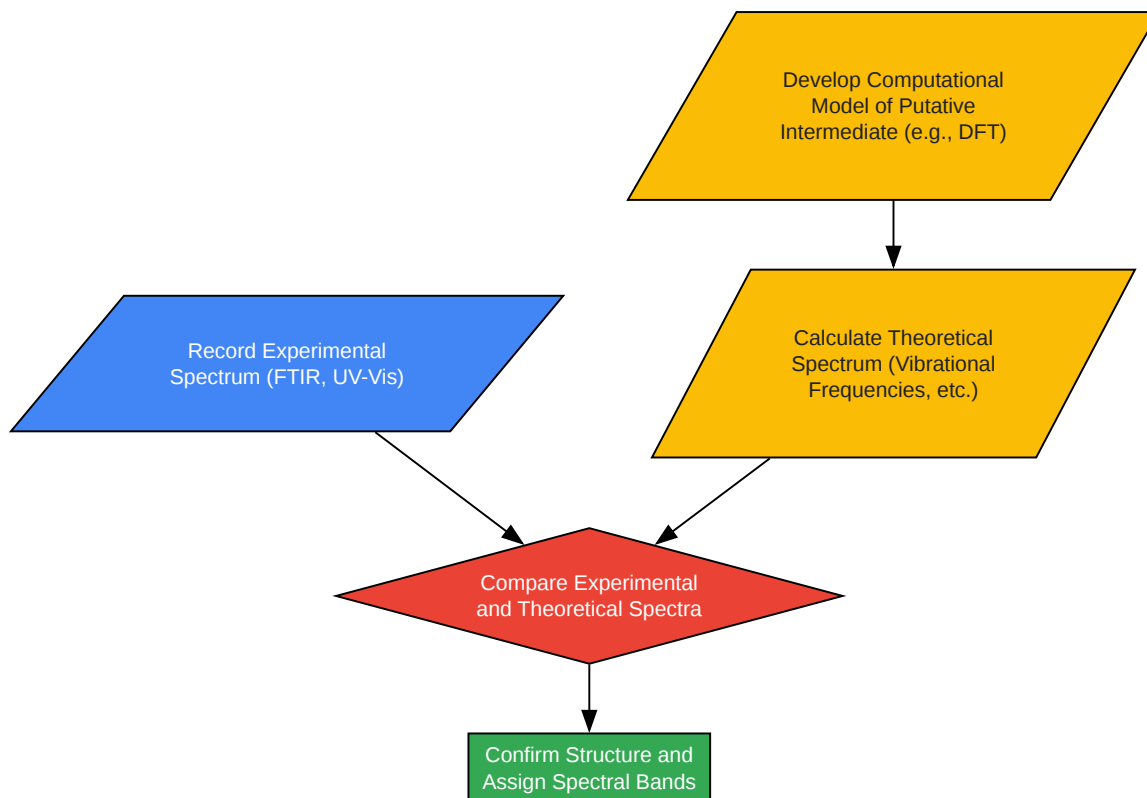 Develop Computational
Model of Putative
Intermediate (e.g., DFT)
Record Experimental
Spectrum (FTIR, UV-Vis)
Calculate Theoretical
Spectrum (Vibrational
Frequencies, etc.)
Compare Experimental
and Theoretical Spectra
Confirm Structure and
Assign Spectral Bands